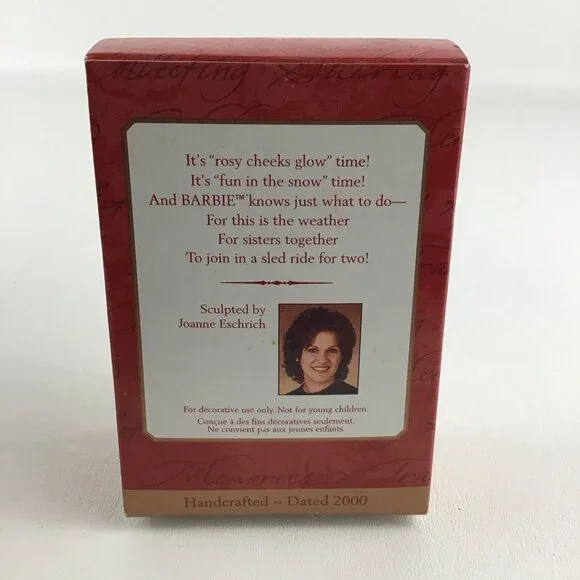 Collecting Sharing
It's "rosy cheeks glow" time!
It's "fun in the snow" time!
And BARBIE™ knows just what to do—
For this is the weather
For sisters together
To join in a sled ride for two!
Sculpted by
Joanne Eschrich
For decorative use only. Not for young children.
Conçue à des fins décoratives seulement.
Ne convient pas aux jeunes enfants.
Memories
Handcrafted ~ Dated 2000